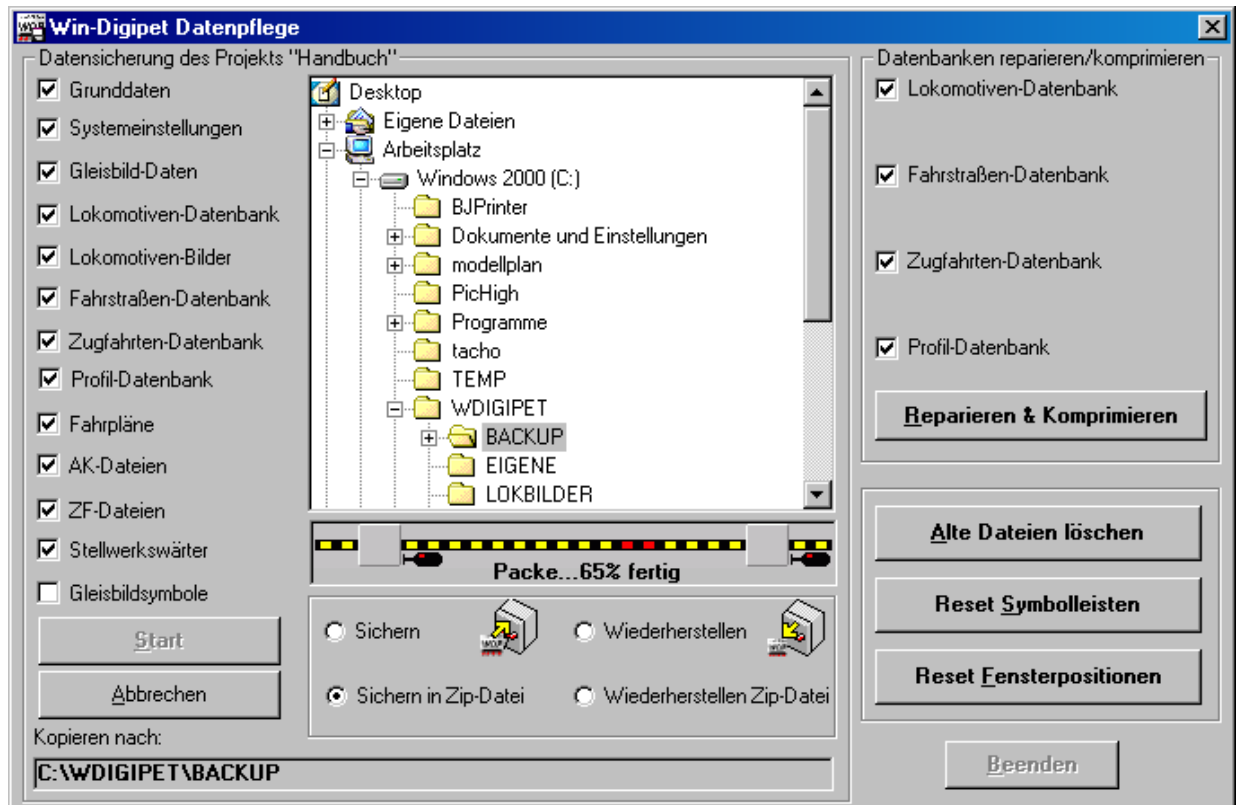 Win-Digipet Datenpflege
Datensicherung des Projekts "Handbuch"
Grunddaten
Systemeinstellungen
Gleisbild-Daten
Lokomotiven-Datenbank
Lokomotiven-Bilder
Fahrstraßen-Datenbank
Zugfahrten-Datenbank
Profil-Datenbank
Fahrpläne
AK-Dateien
ZF-Dateien
Stellwerkswärter
Gleisbildsymbole
Start
Abbrechen
Desktop
Eigene Dateien
Arbeitsplatz
Windows 2000 (C:)
BJPrinter
Dokumente und Einstellungen
modellplan
PicHigh
Programme
tacho
TEMP
WDIGIPET
BACKUP
EIGENE
LOKBILDER
Packe...65% fertig
Sichern
Wiederherstellen
Sichern in Zip-Datei
Wiederherstellen Zip-Datei
Kopieren nach:
C:\WDIGIPET\BACKUP
Datenbanken reparieren/komprimieren
Lokomotiven-Datenbank
Fahrstraßen-Datenbank
Zugfahrten-Datenbank
Profil-Datenbank
Reparieren & Komprimieren
Alte Dateien löschen
Reset Symbolleisten
Reset Fensterpositionen
Beenden